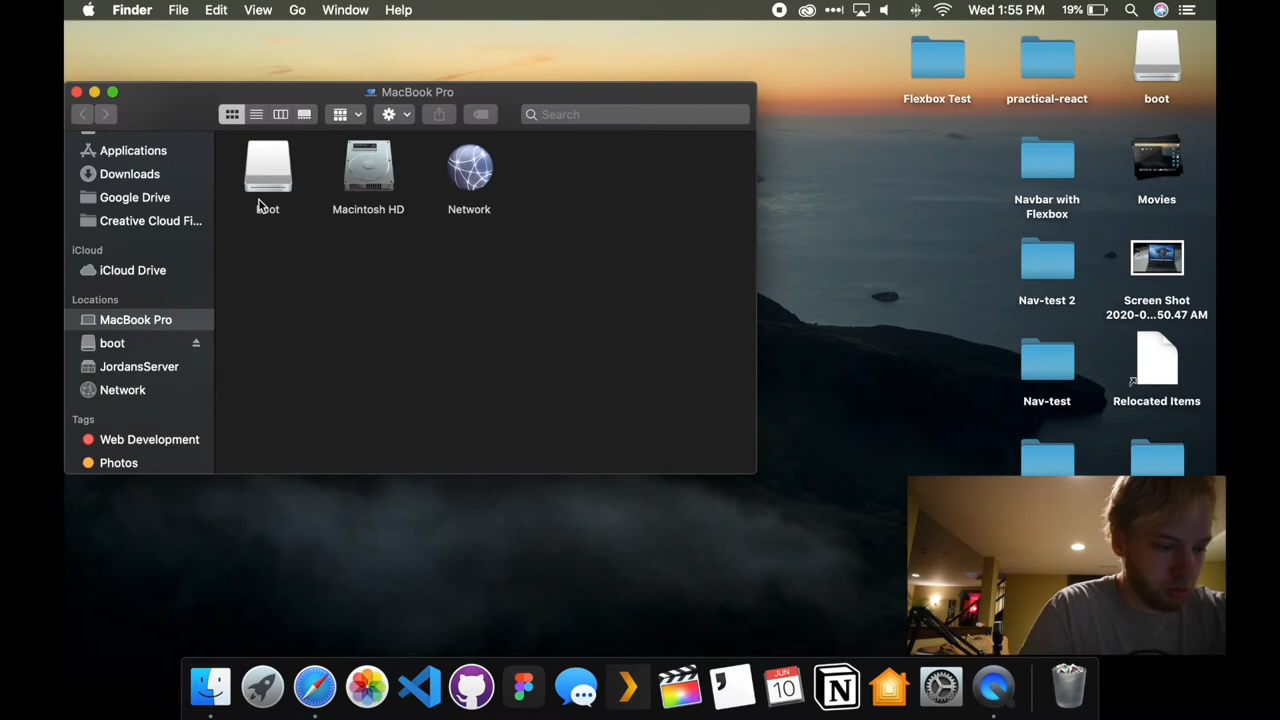 Finder File Edit View Go Window Help
Wed 1:55 PM 19%
MacBook Pro
Search
Applications
Downloads
Google Drive
Creative Cloud Fi...
iCloud
iCloud Drive
Locations
MacBook Pro
boot
JordansServer
Network
Tags
Web Development
Photos
boot
Macintosh HD
Network
Flexbox Test
practical-react
boot
Navbar with
Flexbox
Movies
Nav-test 2
Screen Shot
2020-0...50.47 AM
Nav-test
Relocated Items
JUN
10